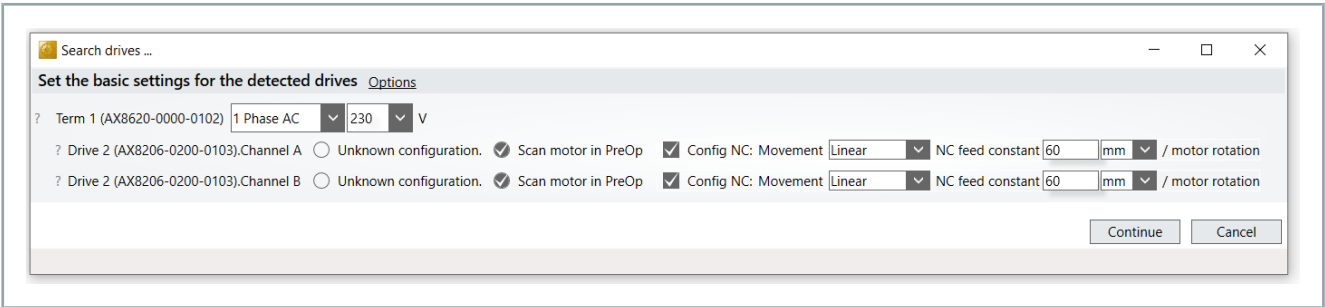 Search drives ...
Set the basic settings for the detected drives Options
? Term 1 (AX8620-0000-0102) 1 Phase AC 230 V
? Drive 2 (AX8206-0200-0103).Channel A Unknown configuration. Scan motor in PreOp Config NC: Movement Linear NC feed constant 60 mm / motor rotation
? Drive 2 (AX8206-0200-0103).Channel B Unknown configuration. Scan motor in PreOp Config NC: Movement Linear NC feed constant 60 mm / motor rotation
Continue Cancel